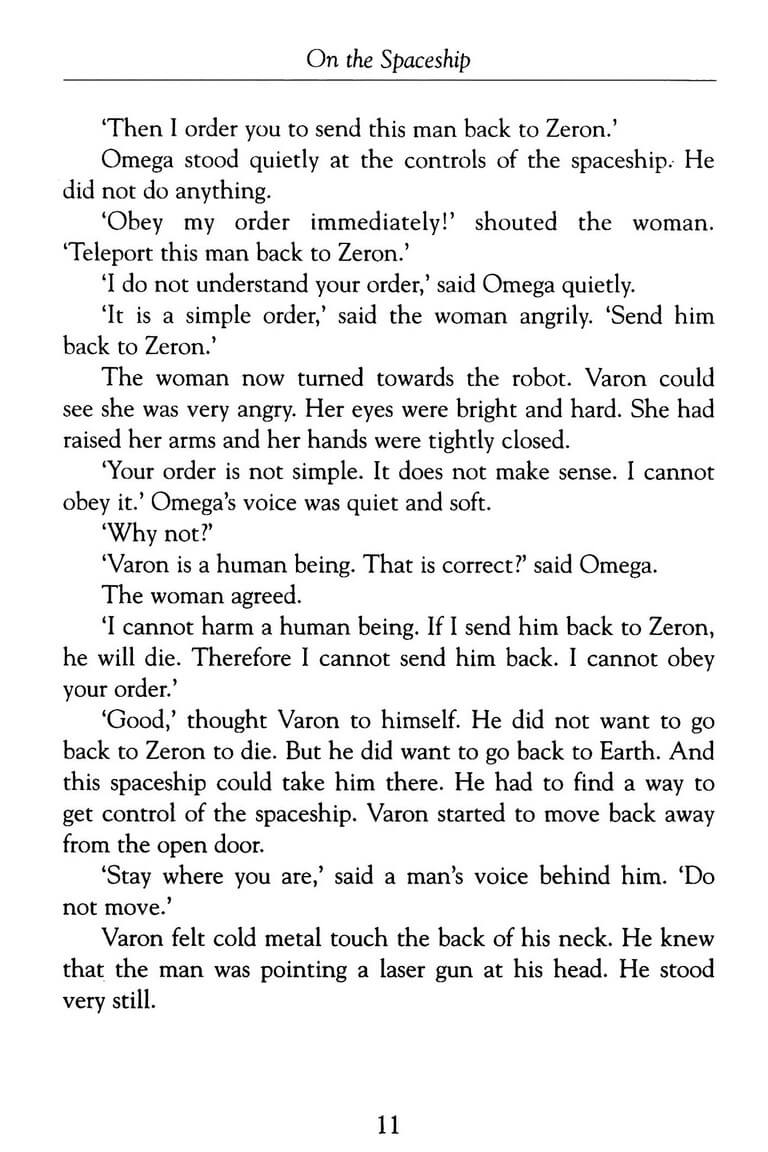 On the Spaceship
‘Then I order you to send this man back to Zeron.’
Omega stood quietly at the controls of the spaceship. He
did not do anything.
‘Obey my order immediately!’ shouted the woman.
‘Teleport this man back to Zeron.’
‘I do not understand your order,’ said Omega quietly.
‘It is a simple order,’ said the woman angrily. ‘Send him
back to Zeron.’
The woman now turned towards the robot. Varon could
see she was very angry. Her eyes were bright and hard. She had
raised her arms and her hands were tightly closed.
‘Your order is not simple. It does not make sense. I cannot
obey it.’ Omega’s voice was quiet and soft.
‘Why not?’
‘Varon is a human being. That is correct?’ said Omega.
The woman agreed.
‘I cannot harm a human being. If I send him back to Zeron,
he will die. Therefore I cannot send him back. I cannot obey
your order.’
‘Good,’ thought Varon to himself. He did not want to go
back to Zeron to die. But he did want to go back to Earth. And
this spaceship could take him there. He had to find a way to
get control of the spaceship. Varon started to move back away
from the open door.
‘Stay where you are,’ said a man’s voice behind him. ‘Do
not move.’
Varon felt cold metal touch the back of his neck. He knew
that the man was pointing a laser gun at his head. He stood
very still.
11